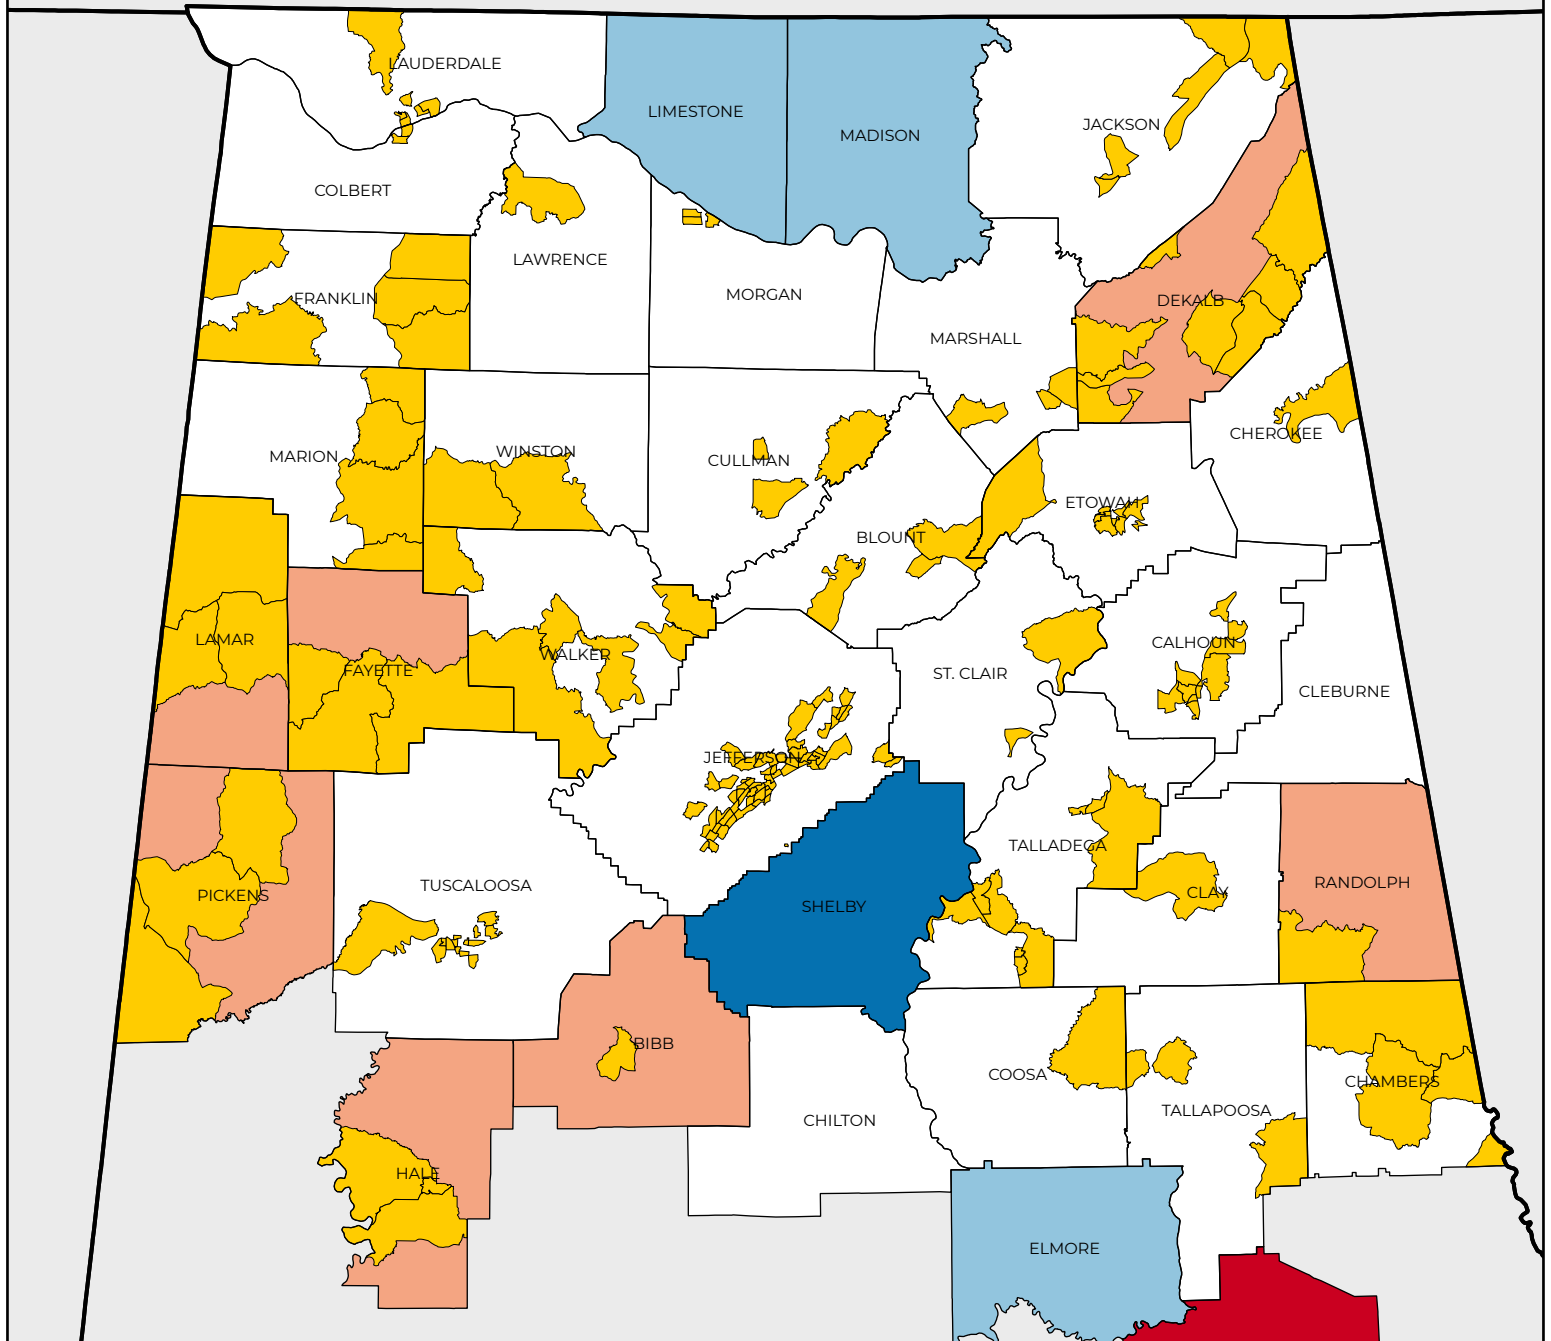 LAUDERDALE
LIMESTONE
MADISON
JACKSON
COLBERT
LAWRENCE
MORGAN
FRANKLIN
DEKALB
MARSHALL
MARION
WINSTON
CULLMAN
CHEROKEE
ETOWAH
BLOUNT
LAMAR
FAYETTE
WALKER
ST. CLAIR
CALHOUN
CLEBURNE
JEFFERSON
TALLADEGA
TUSCALOOSA
PICKENS
SHELBY
CLAY
RANDOLPH
BIBB
COOSA
CHAMBERS
TALLAPOOSA
CHILTON
HALE
ELMORE